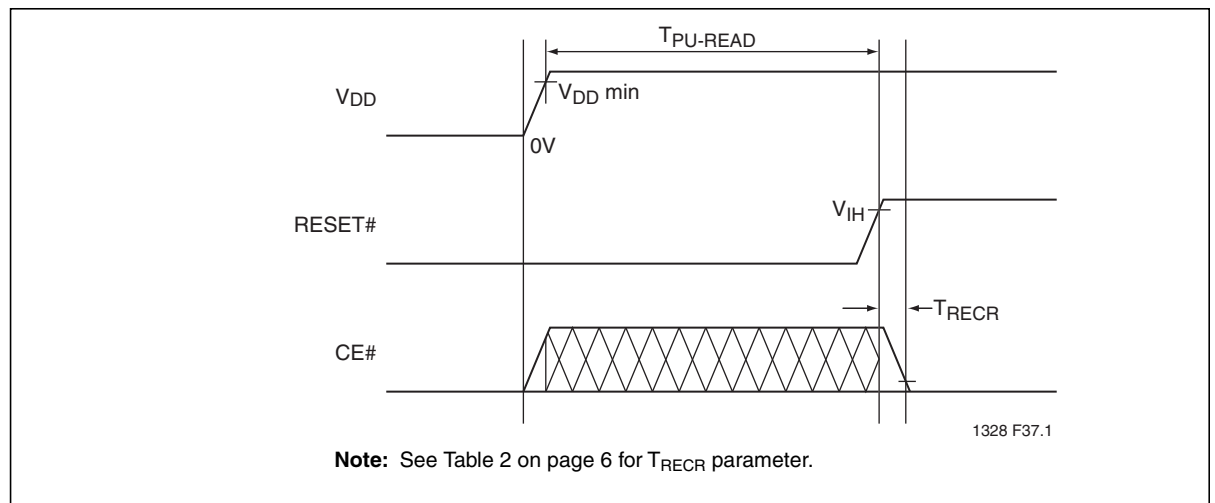 TPU-READ
VDD
VDD min
0V
VIH
RESET#
TRECR
CE#
1328 F37.1
Note: See Table 2 on page 6 for TRECR parameter.